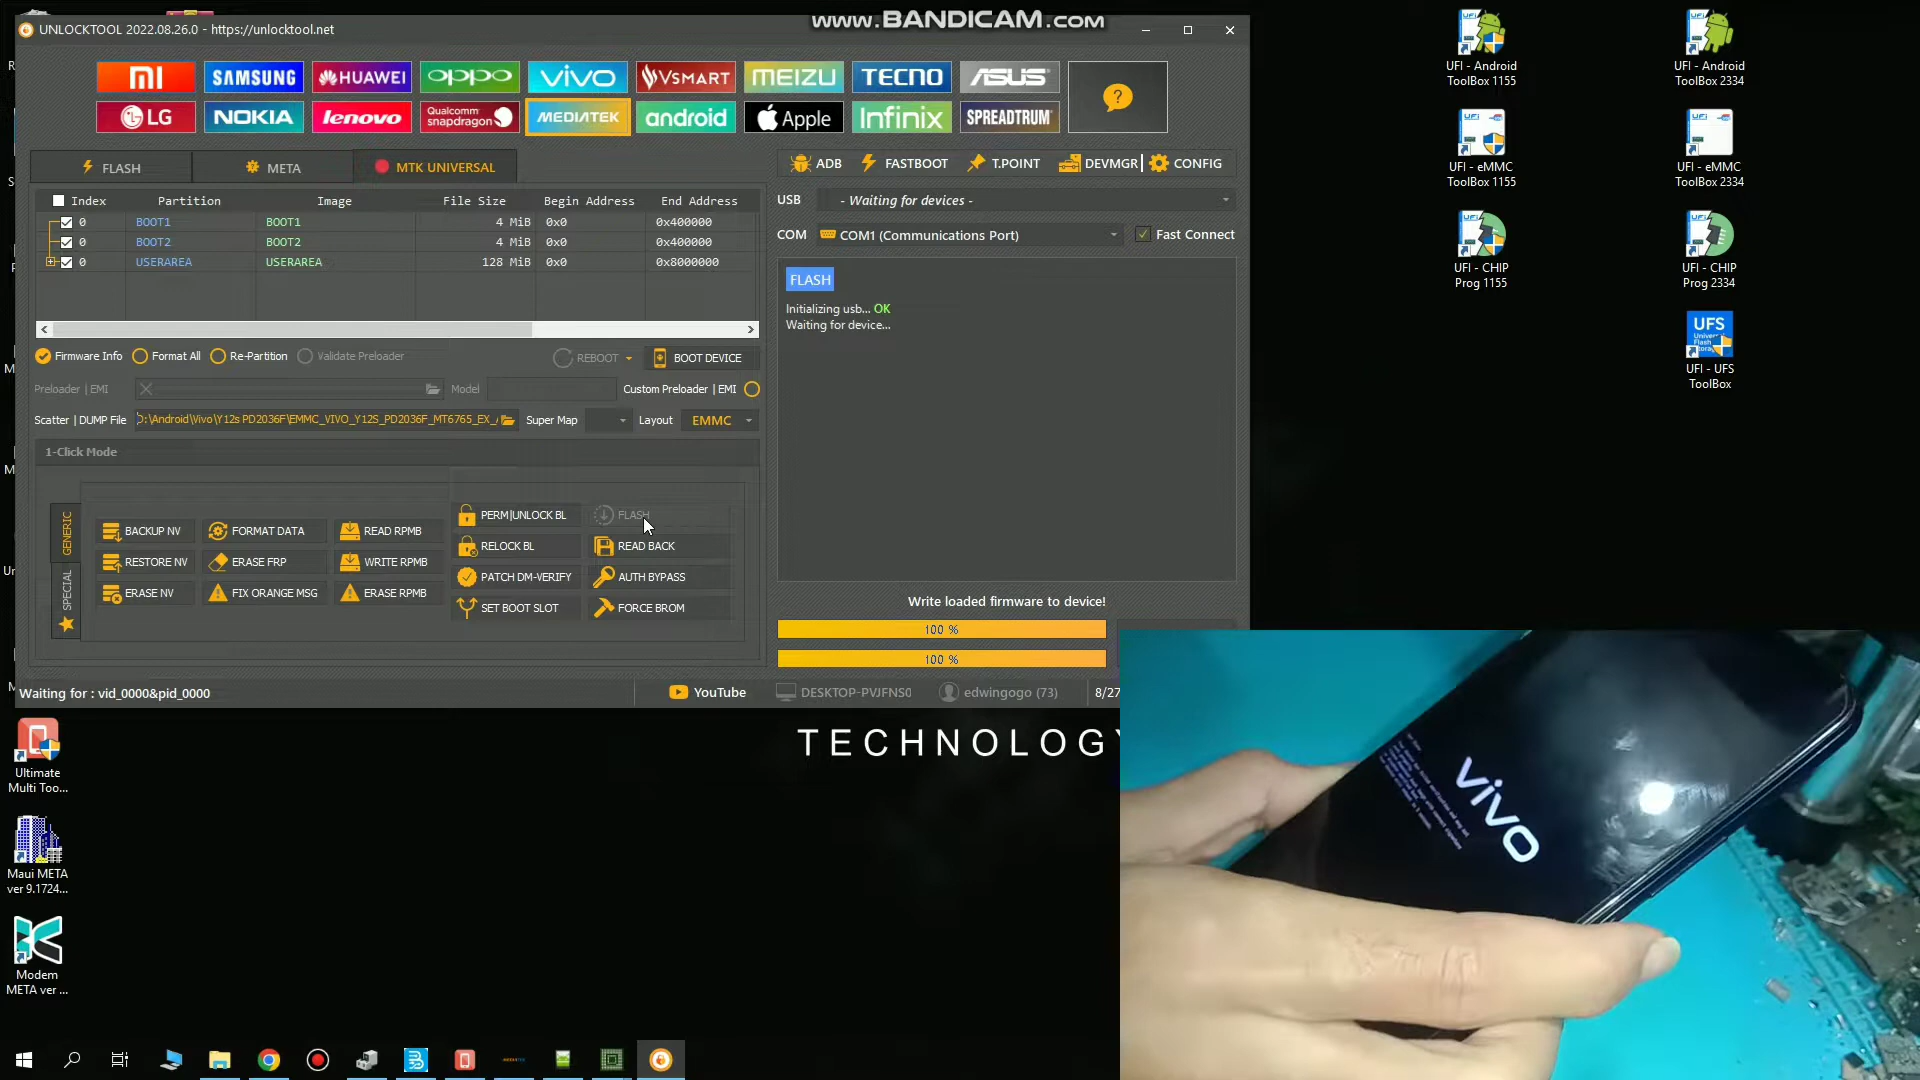 www.BANDICAM.com
UNLOCKTOOL 2022.08.26.0 - https://unlocktool.net
MI SAMSUNG HUAWEI OPPO VIVO VSMART MEIZU TECNO ASUS
LG NOKIA lenovo Qualcomm snapdragon MEDIATEK android Apple Infinix SPREADTRUM
?
FLASH META MTK UNIVERSAL
ADB FASTBOOT T.POINT DEVMGR CONFIG
Index Partition Image File Size Begin Address End Address
0 BOOT1 BOOT1 4 MiB 0x0 0x400000
0 BOOT2 BOOT2 4 MiB 0x0 0x400000
0 USERAREA USERAREA 128 MiB 0x0 0x8000000
USB - Waiting for devices -
COM COM1 (Communications Port) Fast Connect
FLASH
Initializing usb... OK
Waiting for device...
Firmware Info Format All Re-Partition Validate Preloader REBOOT BOOT DEVICE
Preloader | EMI Model Custom Preloader | EMI
Scatter | DUMP File D:\Android\Vivo\Y12s PD2036F\EMMC_VIVO_Y12S_PD2036F_MT6765_EX_ Super Map Layout EMMC
1-Click Mode
GENERIC
SPECIAL
BACKUP NV FORMAT DATA READ RPMB
RESTORE NV ERASE FRP WRITE RPMB
ERASE NV FIX ORANGE MSG ERASE RPMB
PERM|UNLOCK BL FLASH
RELOCK BL READ BACK
PATCH DM-VERIFY AUTH BYPASS
SET BOOT SLOT FORCE BROM
Write loaded firmware to device!
100 %
100 %
Waiting for : vid_0000&pid_0000 YouTube DESKTOP-PVJFNS0 edwingogo (73) 8/27
UFi - Android
ToolBox 1155
UFi - Android
ToolBox 2334
UFI - eMMC
ToolBox 1155
UFI - eMMC
ToolBox 2334
UFI - CHIP
Prog 1155
UFI - CHIP
Prog 2334
UFS
UFI - UFS
ToolBox
TECHNOLOGY
Ultimate
Multi Too...
Maui META
ver 9.1724...
Modem
META ver ...
vivo